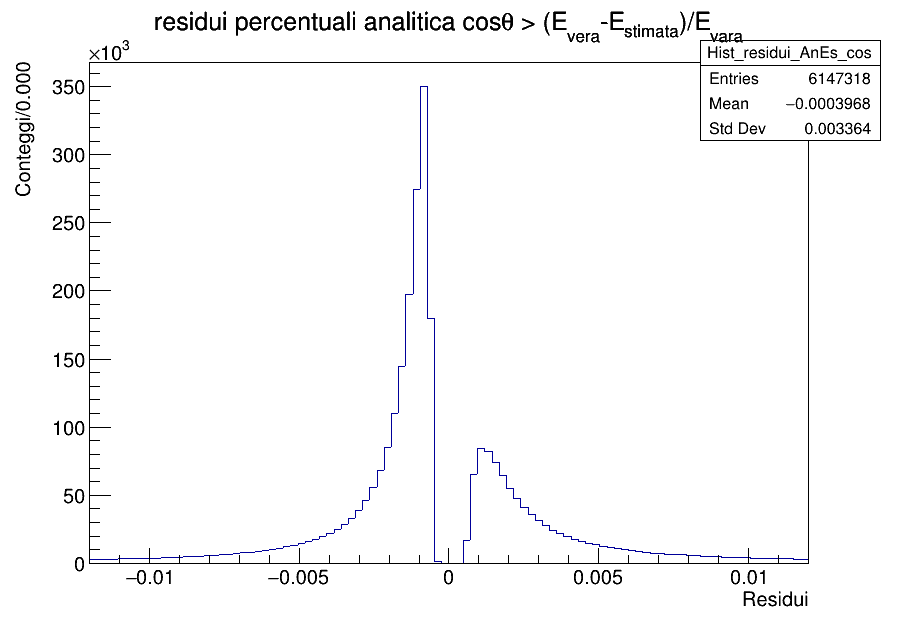 residui percentuali analitica cosθ > (E_vera-E_stimata)/E_vara
×10³
Hist_residui_AnEs_cos
Entries 6147318
Mean −0.0003968
Std Dev 0.003364
Conteggi/0.000
350
300
250
200
150
100
50
0
−0.01 −0.005 0 0.005 0.01
Residui